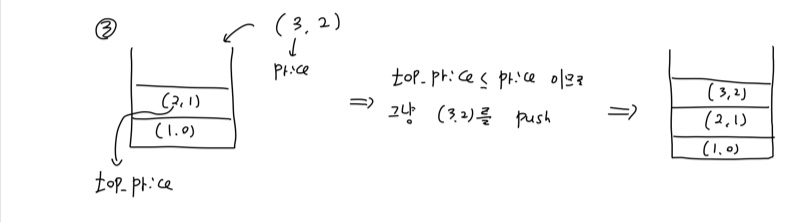 ③
(3, 2)
price
(2, 1)
(1, 0)
top_price
⇒
top_price ≤ price 이므로
그냥 (3, 2)를 push
⇒
(3, 2)
(2, 1)
(1, 0)